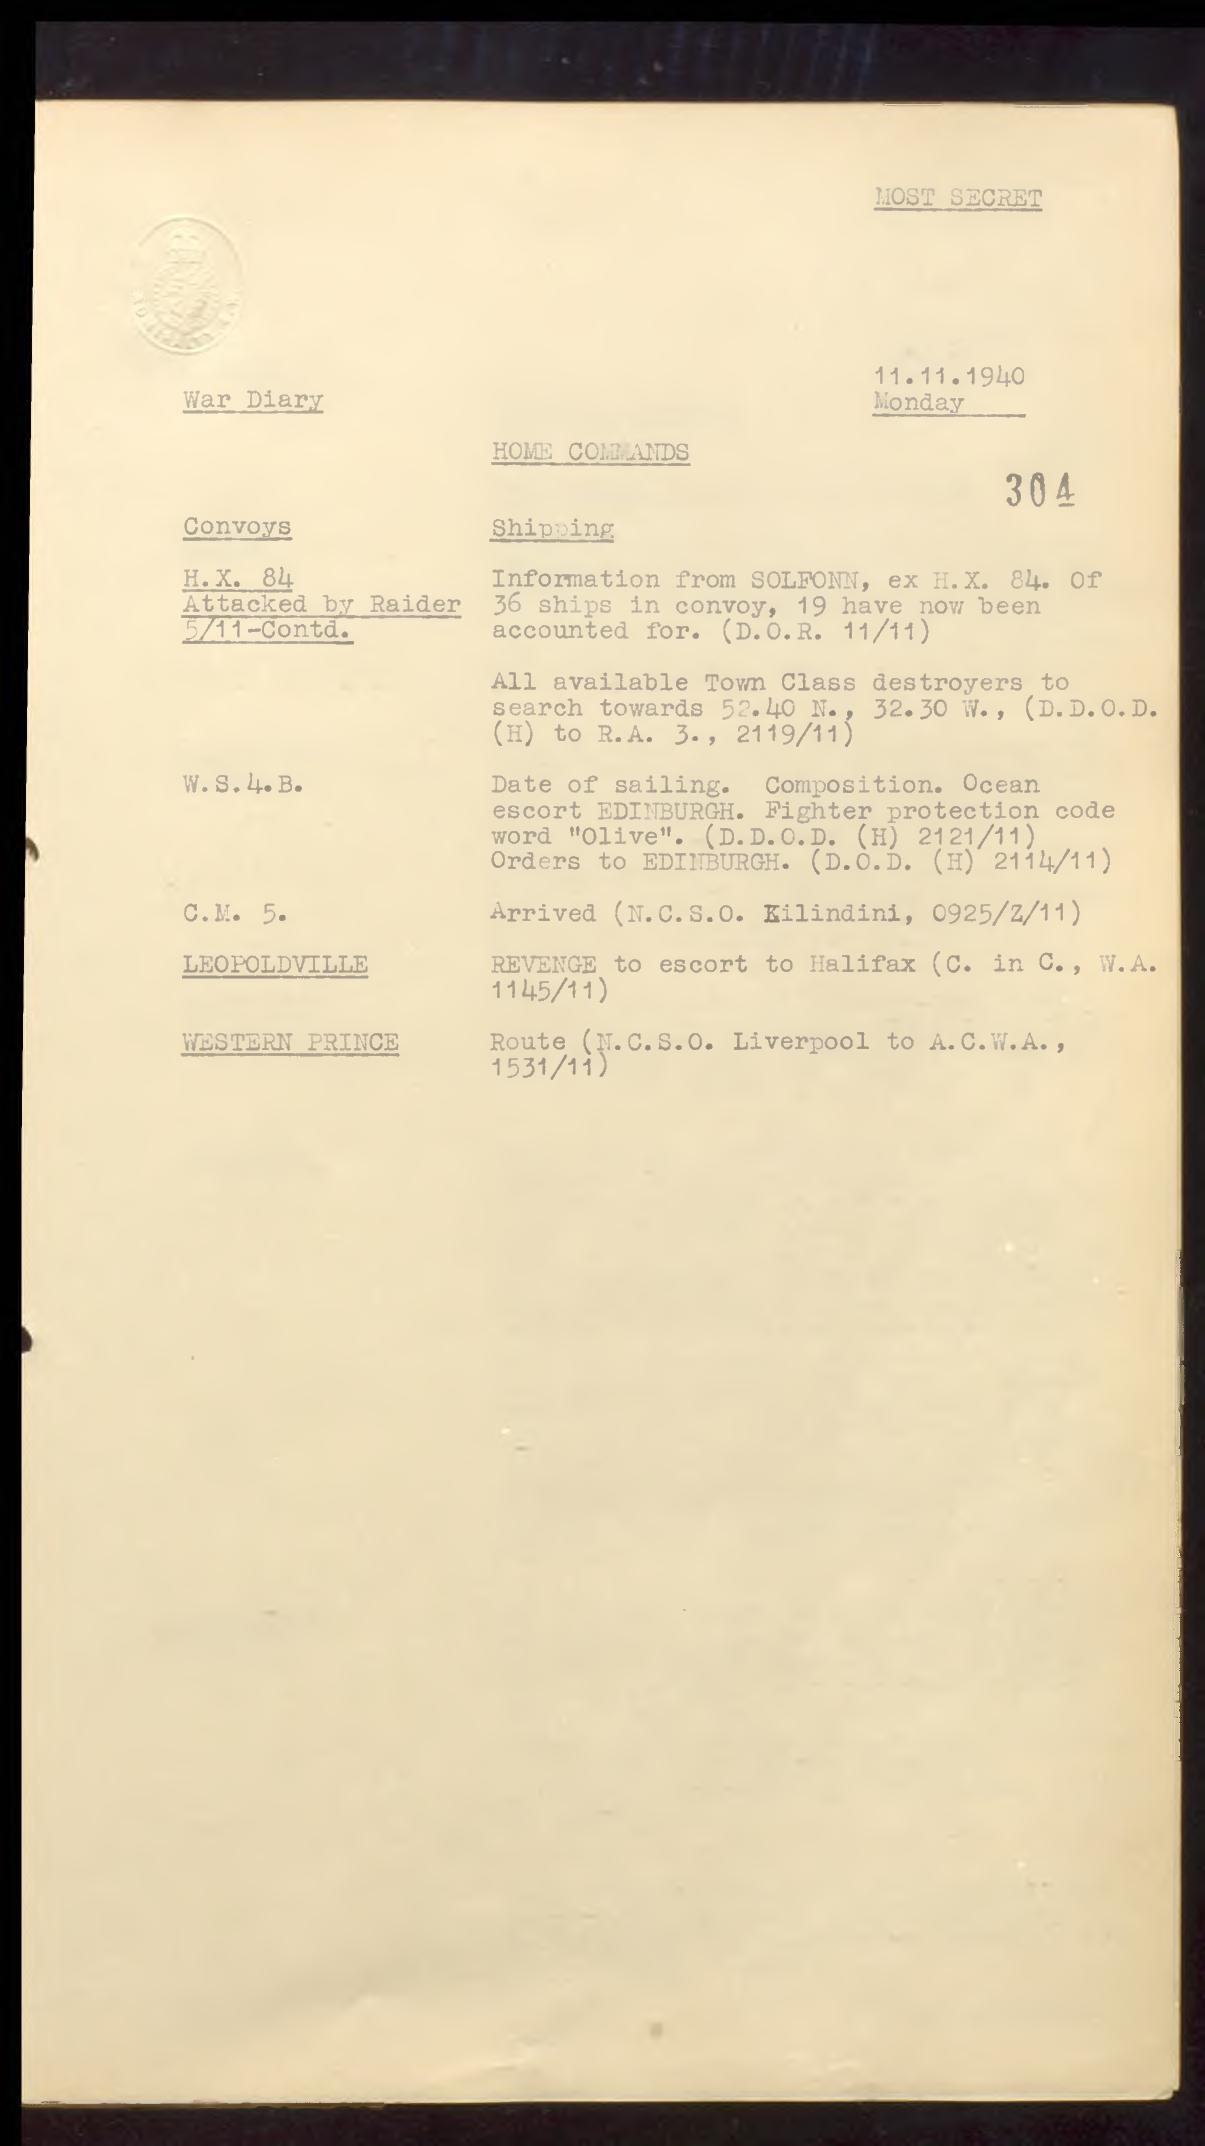 MOST SECRET
11.11.1940
War Diary
Monday
HOME COMMANDS
304
Convoys
Shipping
H.X. 84
Attacked by Raider
5/11-Contd.
Information from SOLFONN, ex H.X. 84. Of
36 ships in convoy, 19 have now been
accounted for. (D.O.R. 11/11)
All available Town Class destroyers to
search towards 52.40 N., 32.30 W., (D.D.O.D.
(H) to R.A. 3., 2119/11)
W.S.4.B.
Date of sailing. Composition. Ocean
escort EDINBURGH. Fighter protection code
word "Olive". (D.D.O.D. (H) 2121/11)
Orders to EDINBURGH. (D.O.D. (H) 2114/11)
C.M. 5.
Arrived (N.C.S.O. Kilindini, 0925/Z/11)
LEOPOLDVILLE
REVENGE to escort to Halifax (C. in C., W.A.
1145/11)
WESTERN PRINCE
Route (N.C.S.O. Liverpool to A.C.W.A.,
1531/11)